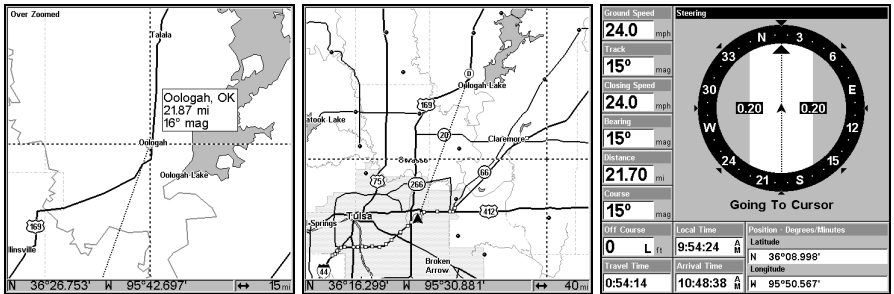 Over Zoomed
Talala
Oologah, OK
21.87 mi
16° mag
Oologah
Oologah Lake
169
llinsville
N 36°26.753' W 95°42.697' ↔ 15 mi
Oologah Lake
169
atook Lake
20
Claremore
Swasso
75
266
66
Tulsa
412
l-Springs
Broken
Arrow
44
N 36°16.299' W 95°30.881' ↔ 40 mi
Ground Speed
24.0 mph
Track
15° mag
Closing Speed
24.0 mph
Bearing
15° mag
Distance
21.70 mi
Course
15° mag
Off Course
0 L ft
Travel Time
0:54:14
Steering
N 3 6 E 12 15 S 21 24 W 30 33
0.20 0.20
Going To Cursor
Local Time
9:54:24 AM
Arrival Time
10:48:38 AM
Position - Degrees/Minutes
Latitude
N 36°08.998'
Longitude
W 95°50.567'